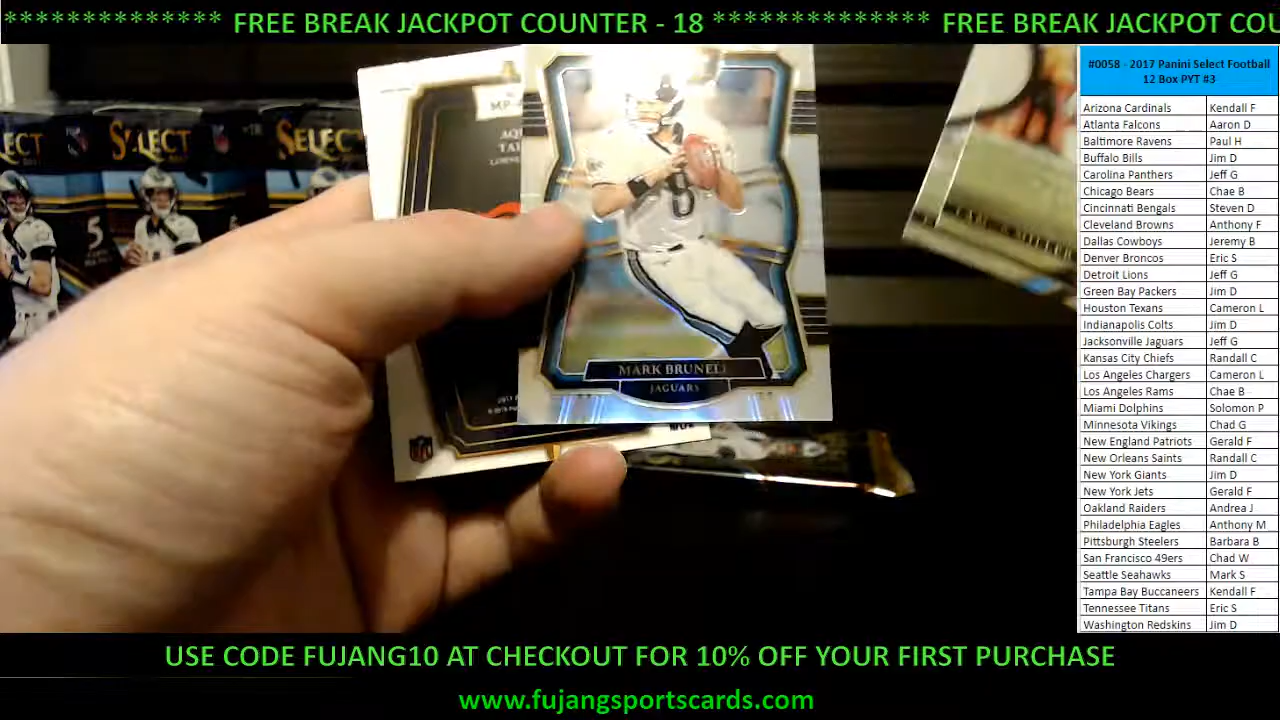 ************** FREE BREAK JACKPOT COUNTER - 18 ************** FREE BREAK JACKPOT COU
#0058 - 2017 Panini Select Football
12 Box PYT #3
Arizona Cardinals Kendall F
Atlanta Falcons Aaron D
Baltimore Ravens Paul H
Buffalo Bills Jim D
Carolina Panthers Jeff G
Chicago Bears Chae B
Cincinnati Bengals Steven D
Cleveland Browns Anthony F
Dallas Cowboys Jeremy B
Denver Broncos Eric S
Detroit Lions Jeff G
Green Bay Packers Jim D
Houston Texans Cameron L
Indianapolis Colts Jim D
Jacksonville Jaguars Jeff G
Kansas City Chiefs Randall C
Los Angeles Chargers Cameron L
Los Angeles Rams Chae B
Miami Dolphins Solomon P
Minnesota Vikings Chad G
New England Patriots Gerald F
New Orleans Saints Randall C
New York Giants Jim D
New York Jets Gerald F
Oakland Raiders Andrea J
Philadelphia Eagles Anthony M
Pittsburgh Steelers Barbara B
San Francisco 49ers Chad W
Seattle Seahawks Mark S
Tampa Bay Buccaneers Kendall F
Tennessee Titans Eric S
Washington Redskins Jim D
ECT SELECT SELECT
5
MP
AQ
TA
8
MARK BRUNELL
JAGUARS
NFL
USE CODE FUJANG10 AT CHECKOUT FOR 10% OFF YOUR FIRST PURCHASE
www.fujangsportscards.com